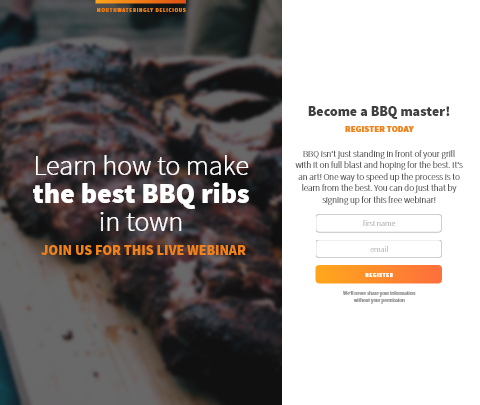 MOUTHWATERINGLY DELICIOUS
Learn how to make
the best BBQ ribs
in town
JOIN US FOR THIS LIVE WEBINAR
Become a BBQ master!
REGISTER TODAY
BBQ isn't just standing in front of your grill
with it on full blast and hoping for the best. It's
an art! One way to speed up the process is to
learn from the best. You can do just that by
signing up for this free webinar!
first name
email
REGISTER
We'll never share your information
without your permission